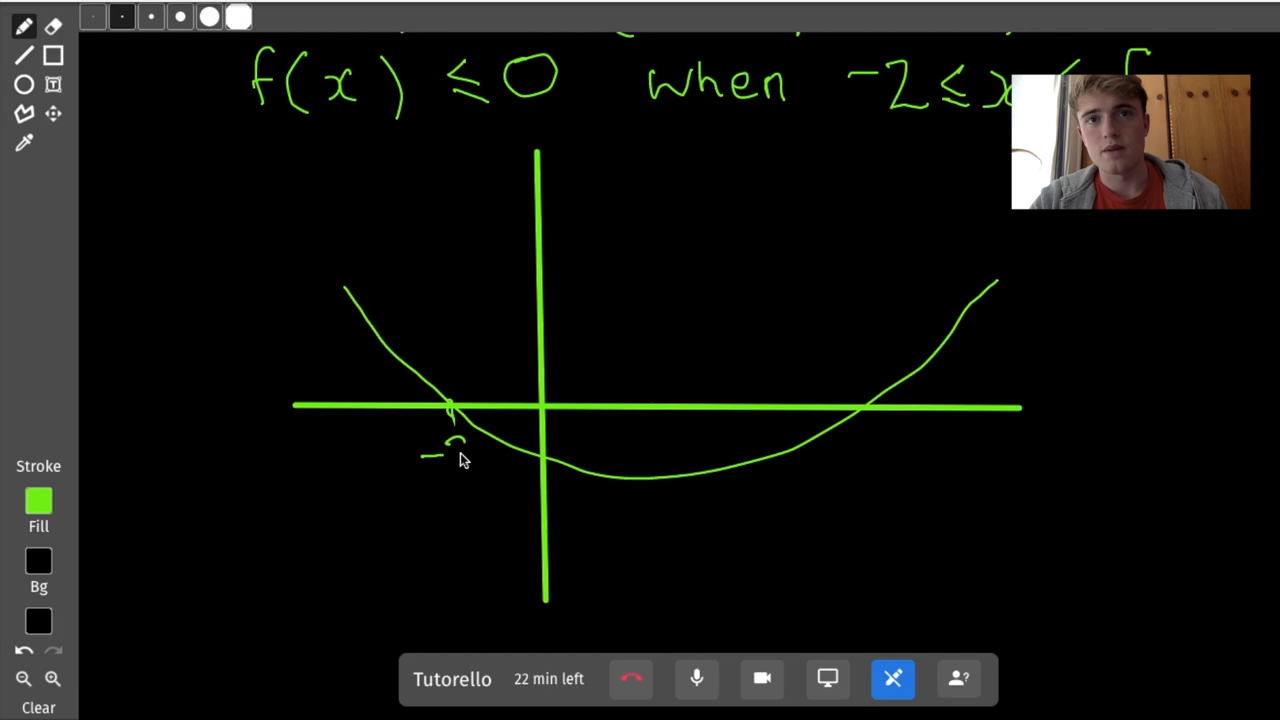 f(x) ≤ 0 when -2 ≤ x ≤
-2
Stroke
Fill
Bg
Clear
Tutorello 22 min left